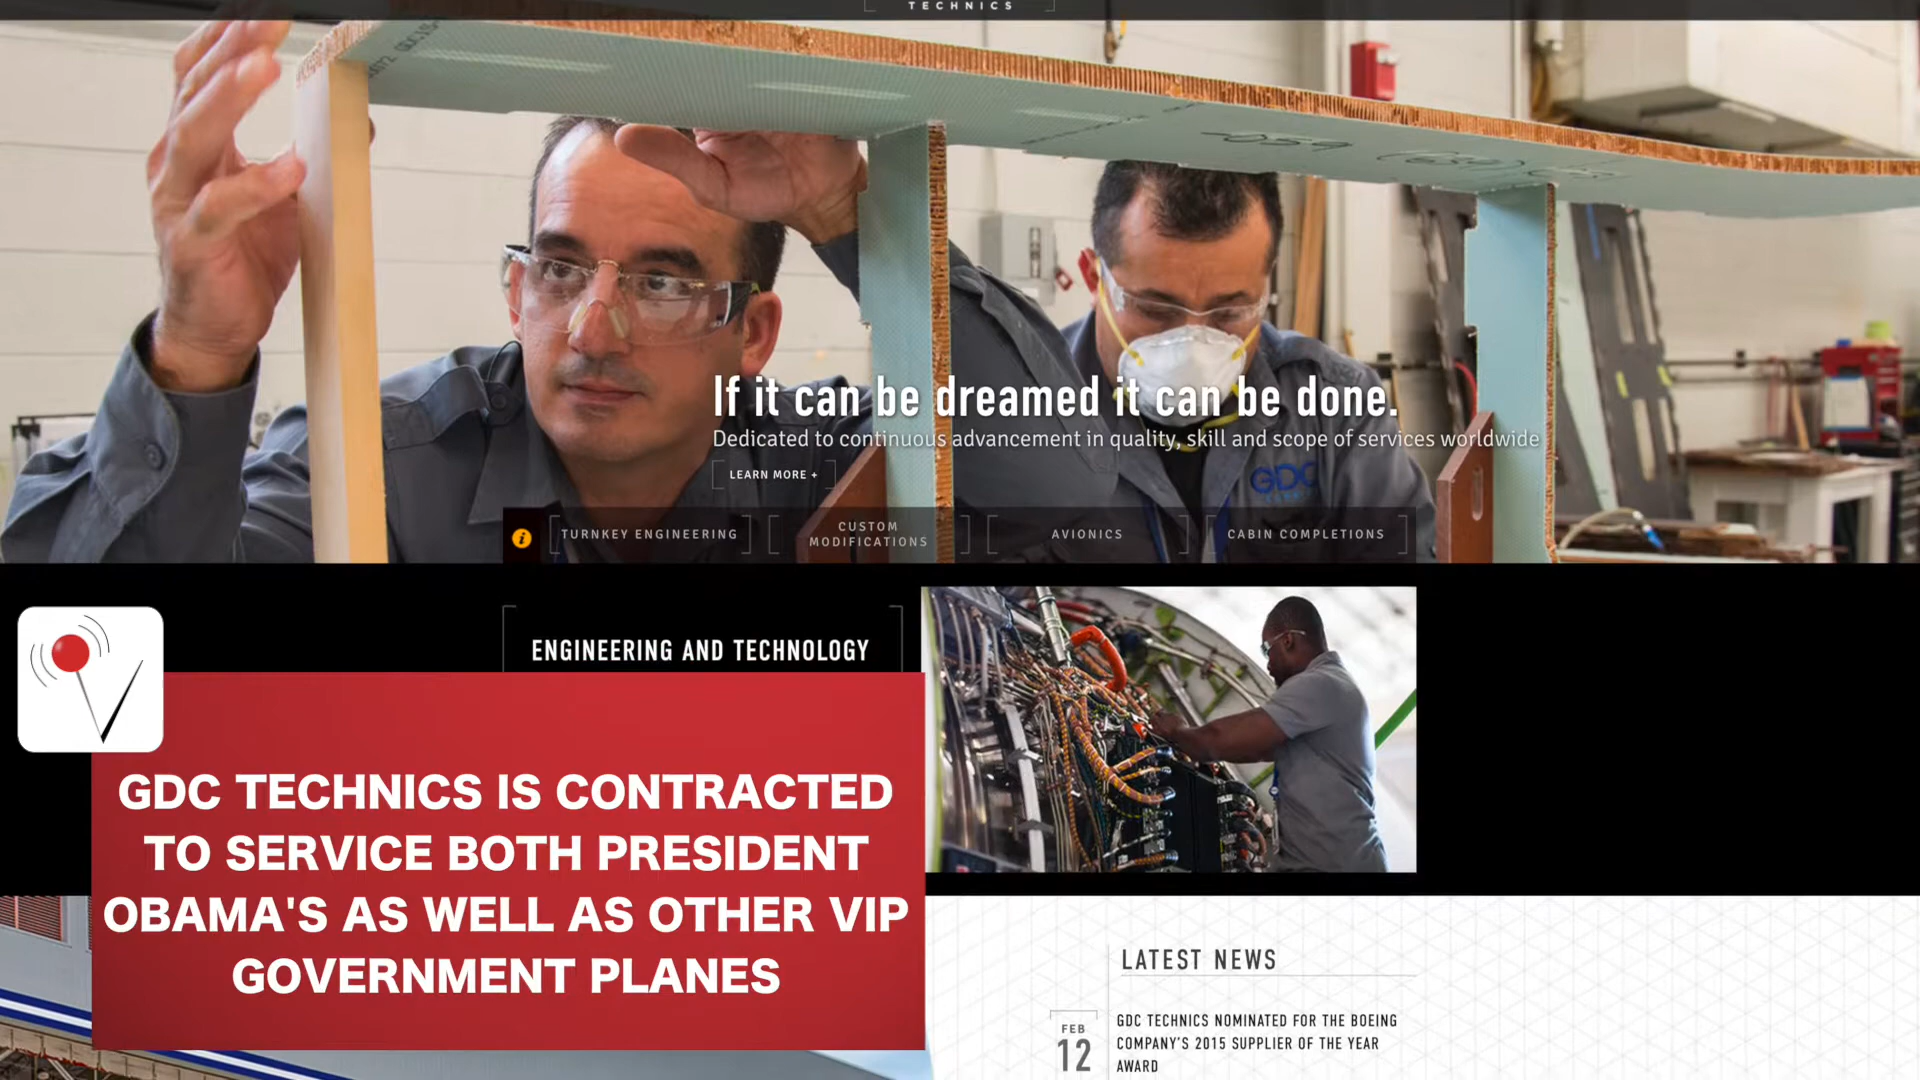 TECHNICS
If it can be dreamed it can be done.
Dedicated to continuous advancement in quality, skill and scope of services worldwide
LEARN MORE +
GDC
i
TURNKEY ENGINEERING
CUSTOM
MODIFICATIONS
AVIONICS
CABIN COMPLETIONS
ENGINEERING AND TECHNOLOGY
GDC TECHNICS IS CONTRACTED
TO SERVICE BOTH PRESIDENT
OBAMA'S AS WELL AS OTHER VIP
GOVERNMENT PLANES
LATEST NEWS
FEB
12
GDC TECHNICS NOMINATED FOR THE BOEING
COMPANY'S 2015 SUPPLIER OF THE YEAR
AWARD